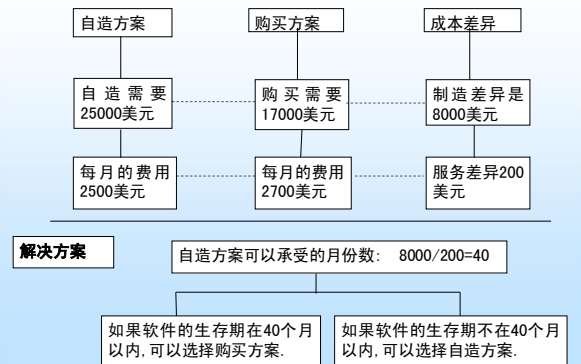 自造方案
购买方案
成本差异
自造需要
25000美元
购买需要
17000美元
制造差异是
8000美元
每月的费用
2500美元
每月的费用
2700美元
服务差异200
美元
解决方案
自造方案可以承受的月份数: 8000/200=40
如果软件的生存期在40个月
以内,可以选择购买方案.
如果软件的生存期不在40个月
以内,可以选择自造方案.